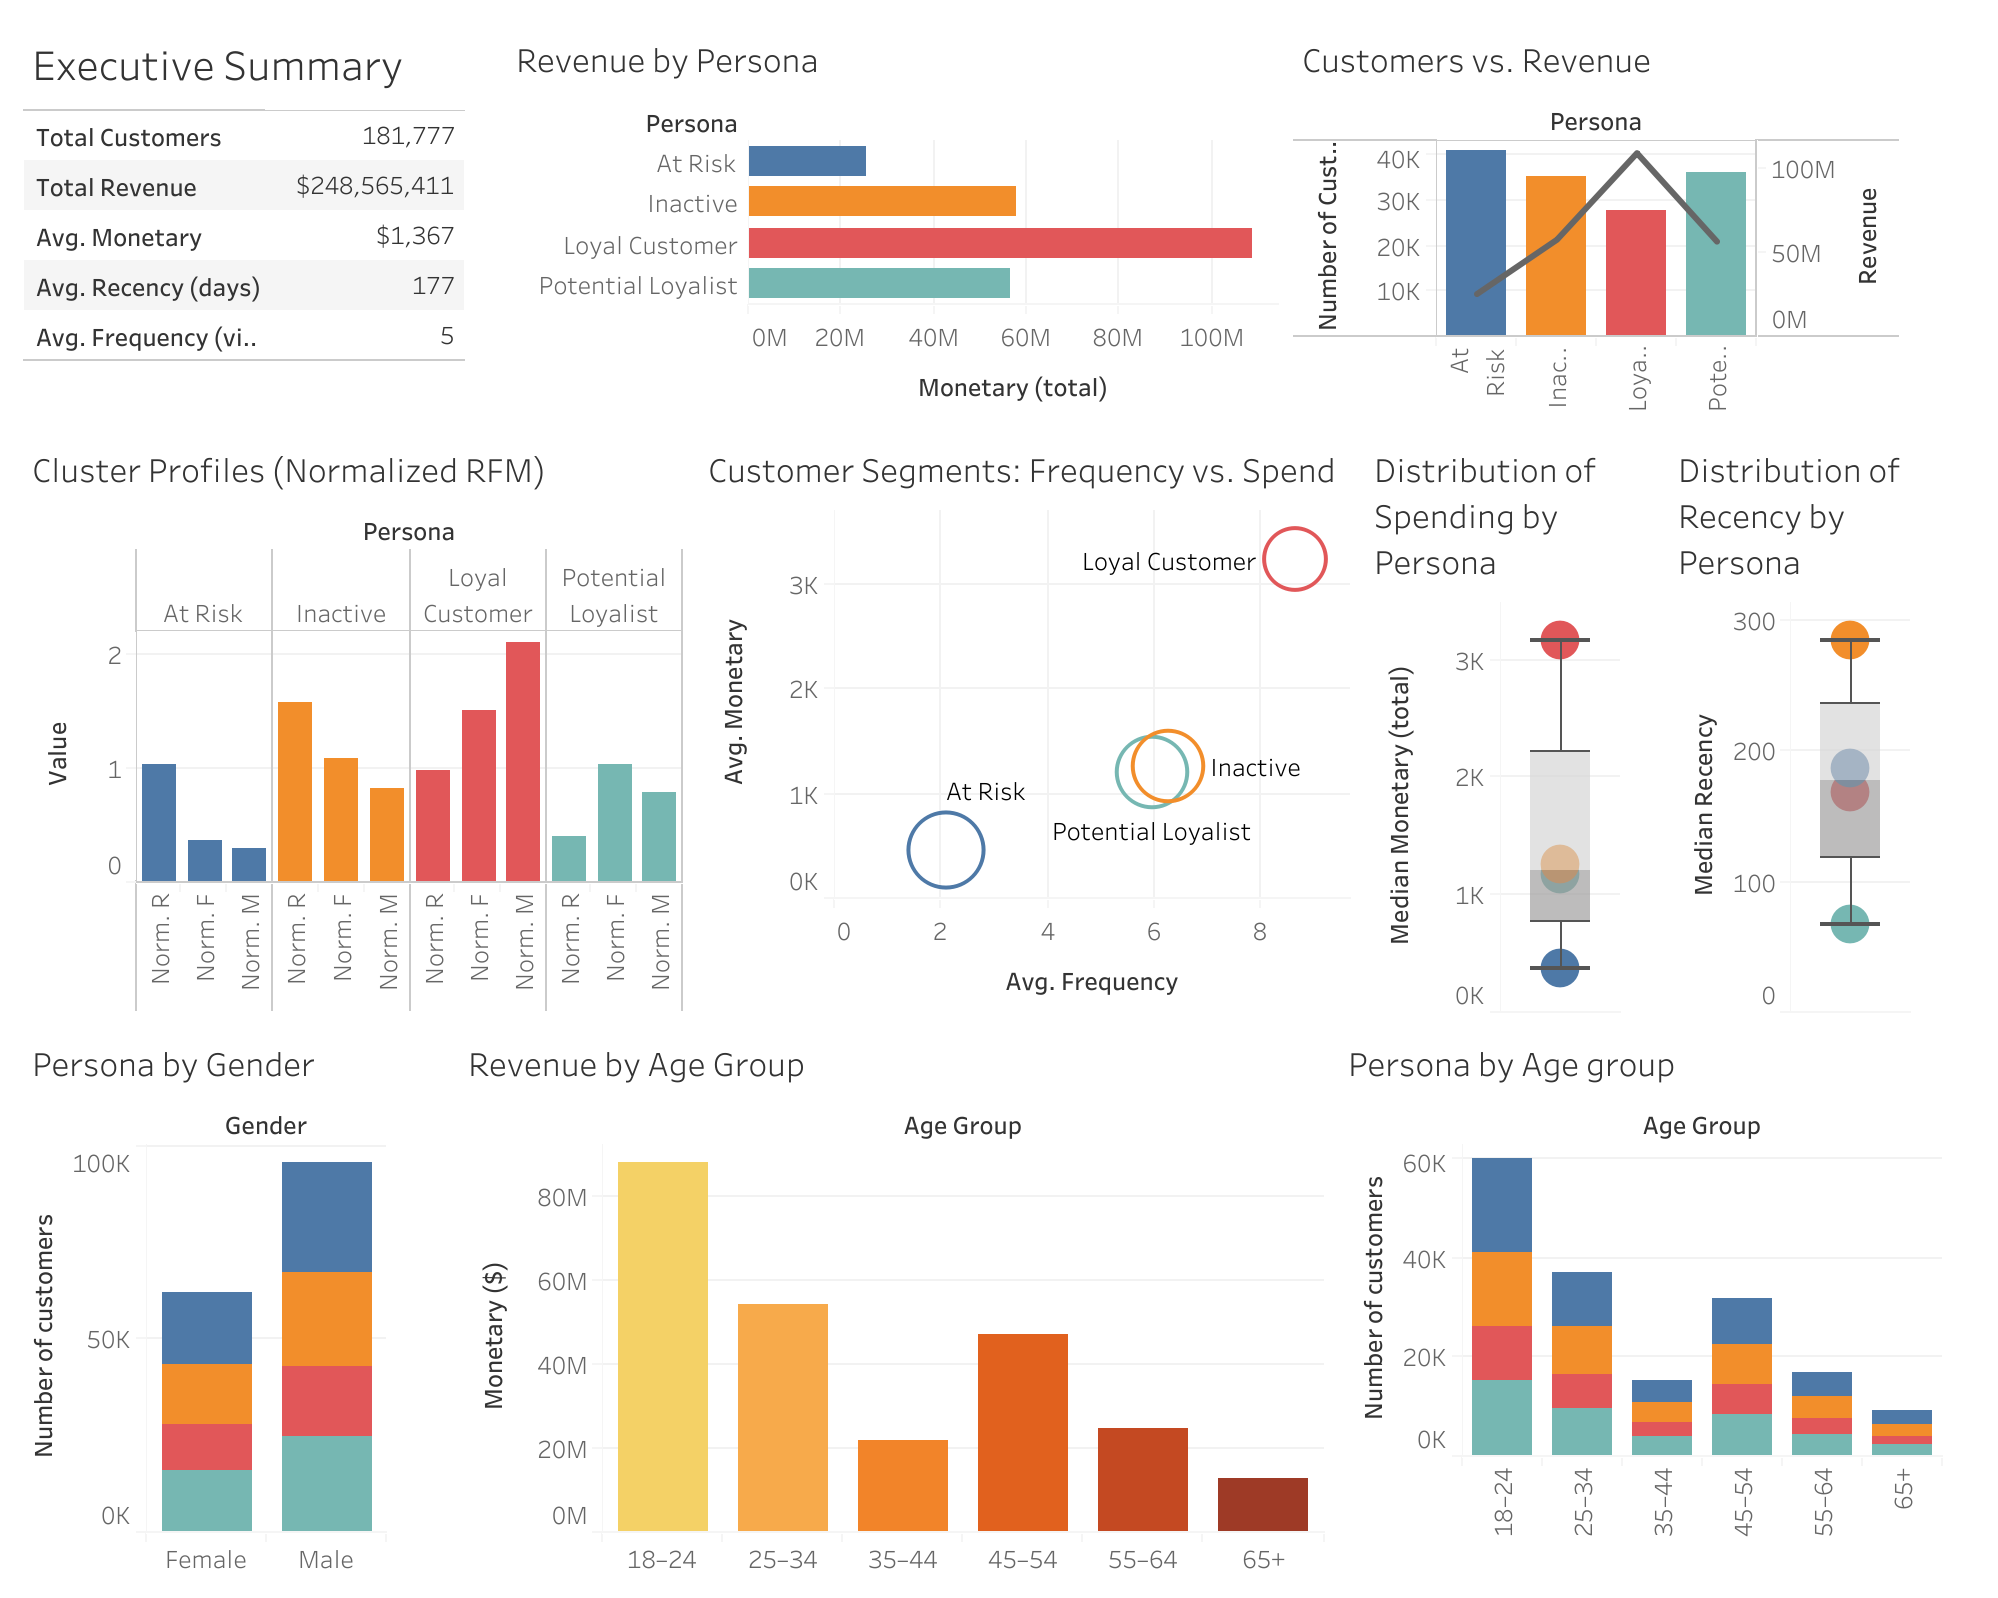 Executive Summary
Total Customers 181,777
Total Revenue $248,565,411
Avg. Monetary $1,367
Avg. Recency (days) 177
Avg. Frequency (vi.. 5
Revenue by Persona
Persona
At Risk
Inactive
Loyal Customer
Potential Loyalist
0M 20M 40M 60M 80M 100M
Monetary (total)
Customers vs. Revenue
Persona
Number of Cust..
40K
30K
20K
10K
100M
50M
0M
Revenue
At Risk
Inac..
Loya..
Pote..
Cluster Profiles (Normalized RFM)
Persona
At Risk
Inactive
Loyal
Customer
Potential
Loyalist
Value
2
1
0
Norm. R
Norm. F
Norm. M
Norm. R
Norm. F
Norm. M
Norm. R
Norm. F
Norm. M
Norm. R
Norm. F
Norm. M
Customer Segments: Frequency vs. Spend
Avg. Monetary
3K
2K
1K
0K
Loyal Customer
Inactive
At Risk
Potential Loyalist
0 2 4 6 8
Avg. Frequency
Distribution of
Spending by
Persona
Median Monetary (total)
3K
2K
1K
0K
Distribution of
Recency by
Persona
Median Recency
300
200
100
0
Persona by Gender
Gender
Number of customers
100K
50K
0K
Female Male
Revenue by Age Group
Age Group
Monetary ($)
80M
60M
40M
20M
0M
18–24 25–34 35–44 45–54 55–64 65+
Persona by Age group
Age Group
Number of customers
60K
40K
20K
0K
18–24
25–34
35–44
45–54
55–64
65+